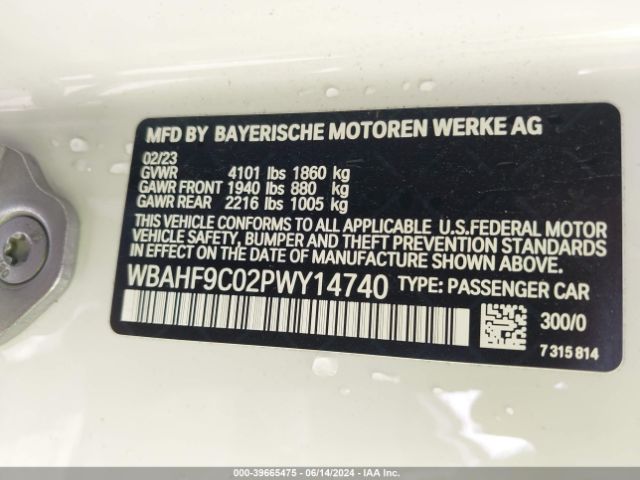 MFD BY BAYERISCHE MOTOREN WERKE AG
02/23
GVWR 4101 lbs 1860 kg
GAWR FRONT 1940 lbs 880 kg
GAWR REAR 2216 lbs 1005 kg
THIS VEHICLE CONFORMS TO ALL APPLICABLE U.S.FEDERAL MOTOR
VEHICLE SAFETY, BUMPER AND THEFT PREVENTION STANDARDS
IN EFFECT ON THE DATE OF MANUFACTURE SHOWN ABOVE.
WBAHF9C02PWY14740 TYPE: PASSENGER CAR
300/0
7 315 814
000-39665475 - 06/14/2024 - IAAI.COM